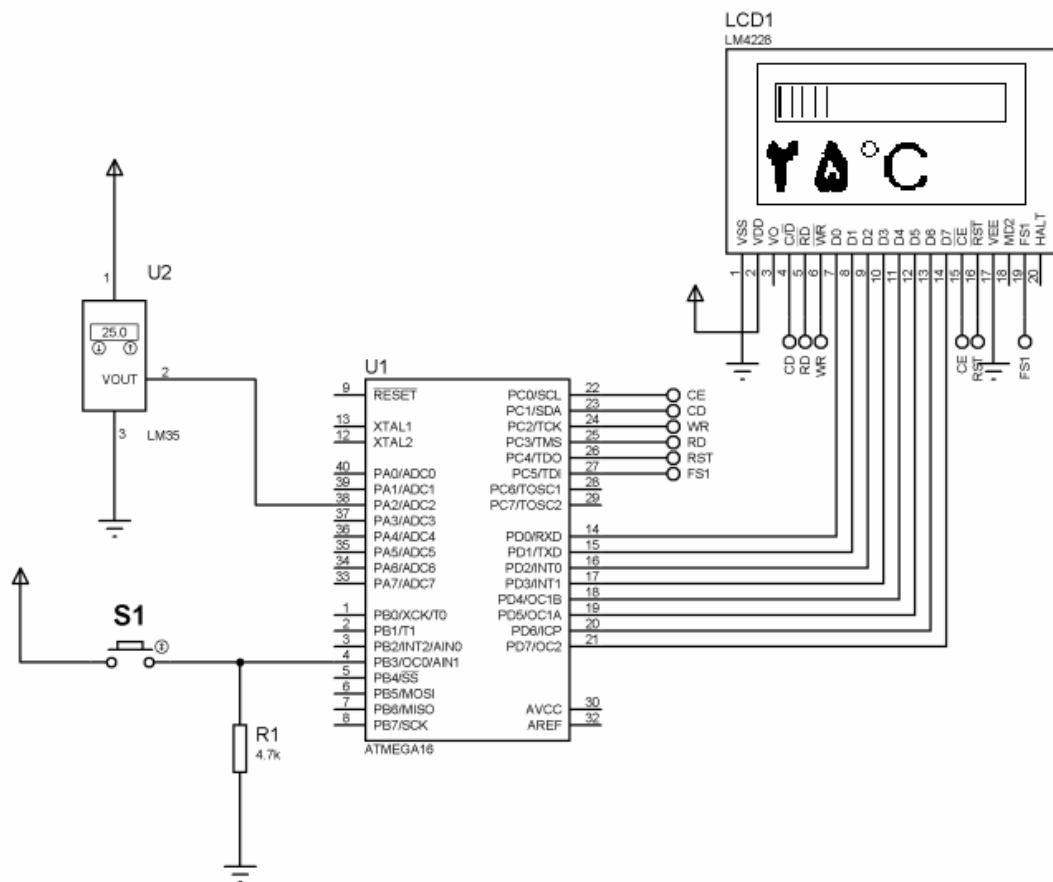 LCD1
LM4228
۲۵°C
VSS
VDD
VO
C/D
RD
WR
D0
D1
D2
D3
D4
D5
D6
D7
CE
RST
VEE
MD2
FS1
HALT
1
2
3
4
5
6
7
8
9
10
11
12
13
14
15
16
17
18
19
20
CD
RD
WR
CE
RST
FS1
1
U2
25.0
VOUT
2
3
LM35
U1
9 RESET
13 XTAL1
12 XTAL2
40 PA0/ADC0
39 PA1/ADC1
38 PA2/ADC2
37 PA3/ADC3
36 PA4/ADC4
35 PA5/ADC5
34 PA6/ADC6
33 PA7/ADC7
1 PB0/XCK/T0
2 PB1/T1
3 PB2/INT2/AIN0
4 PB3/OC0/AIN1
5 PB4/SS
6 PB5/MOSI
7 PB6/MISO
8 PB7/SCK
PC0/SCL 22 CE
PC1/SDA 23 CD
PC2/TCK 24 WR
PC3/TMS 25 RD
PC4/TDO 26 RST
PC5/TDI 27 FS1
PC6/TOSC1 28
PC7/TOSC2 29
PD0/RXD 14
PD1/TXD 15
PD2/INT0 16
PD3/INT1 17
PD4/OC1B 18
PD5/OC1A 19
PD6/ICP 20
PD7/OC2 21
AVCC 30
AREF 32
ATMEGA16
S1
R1
4.7k